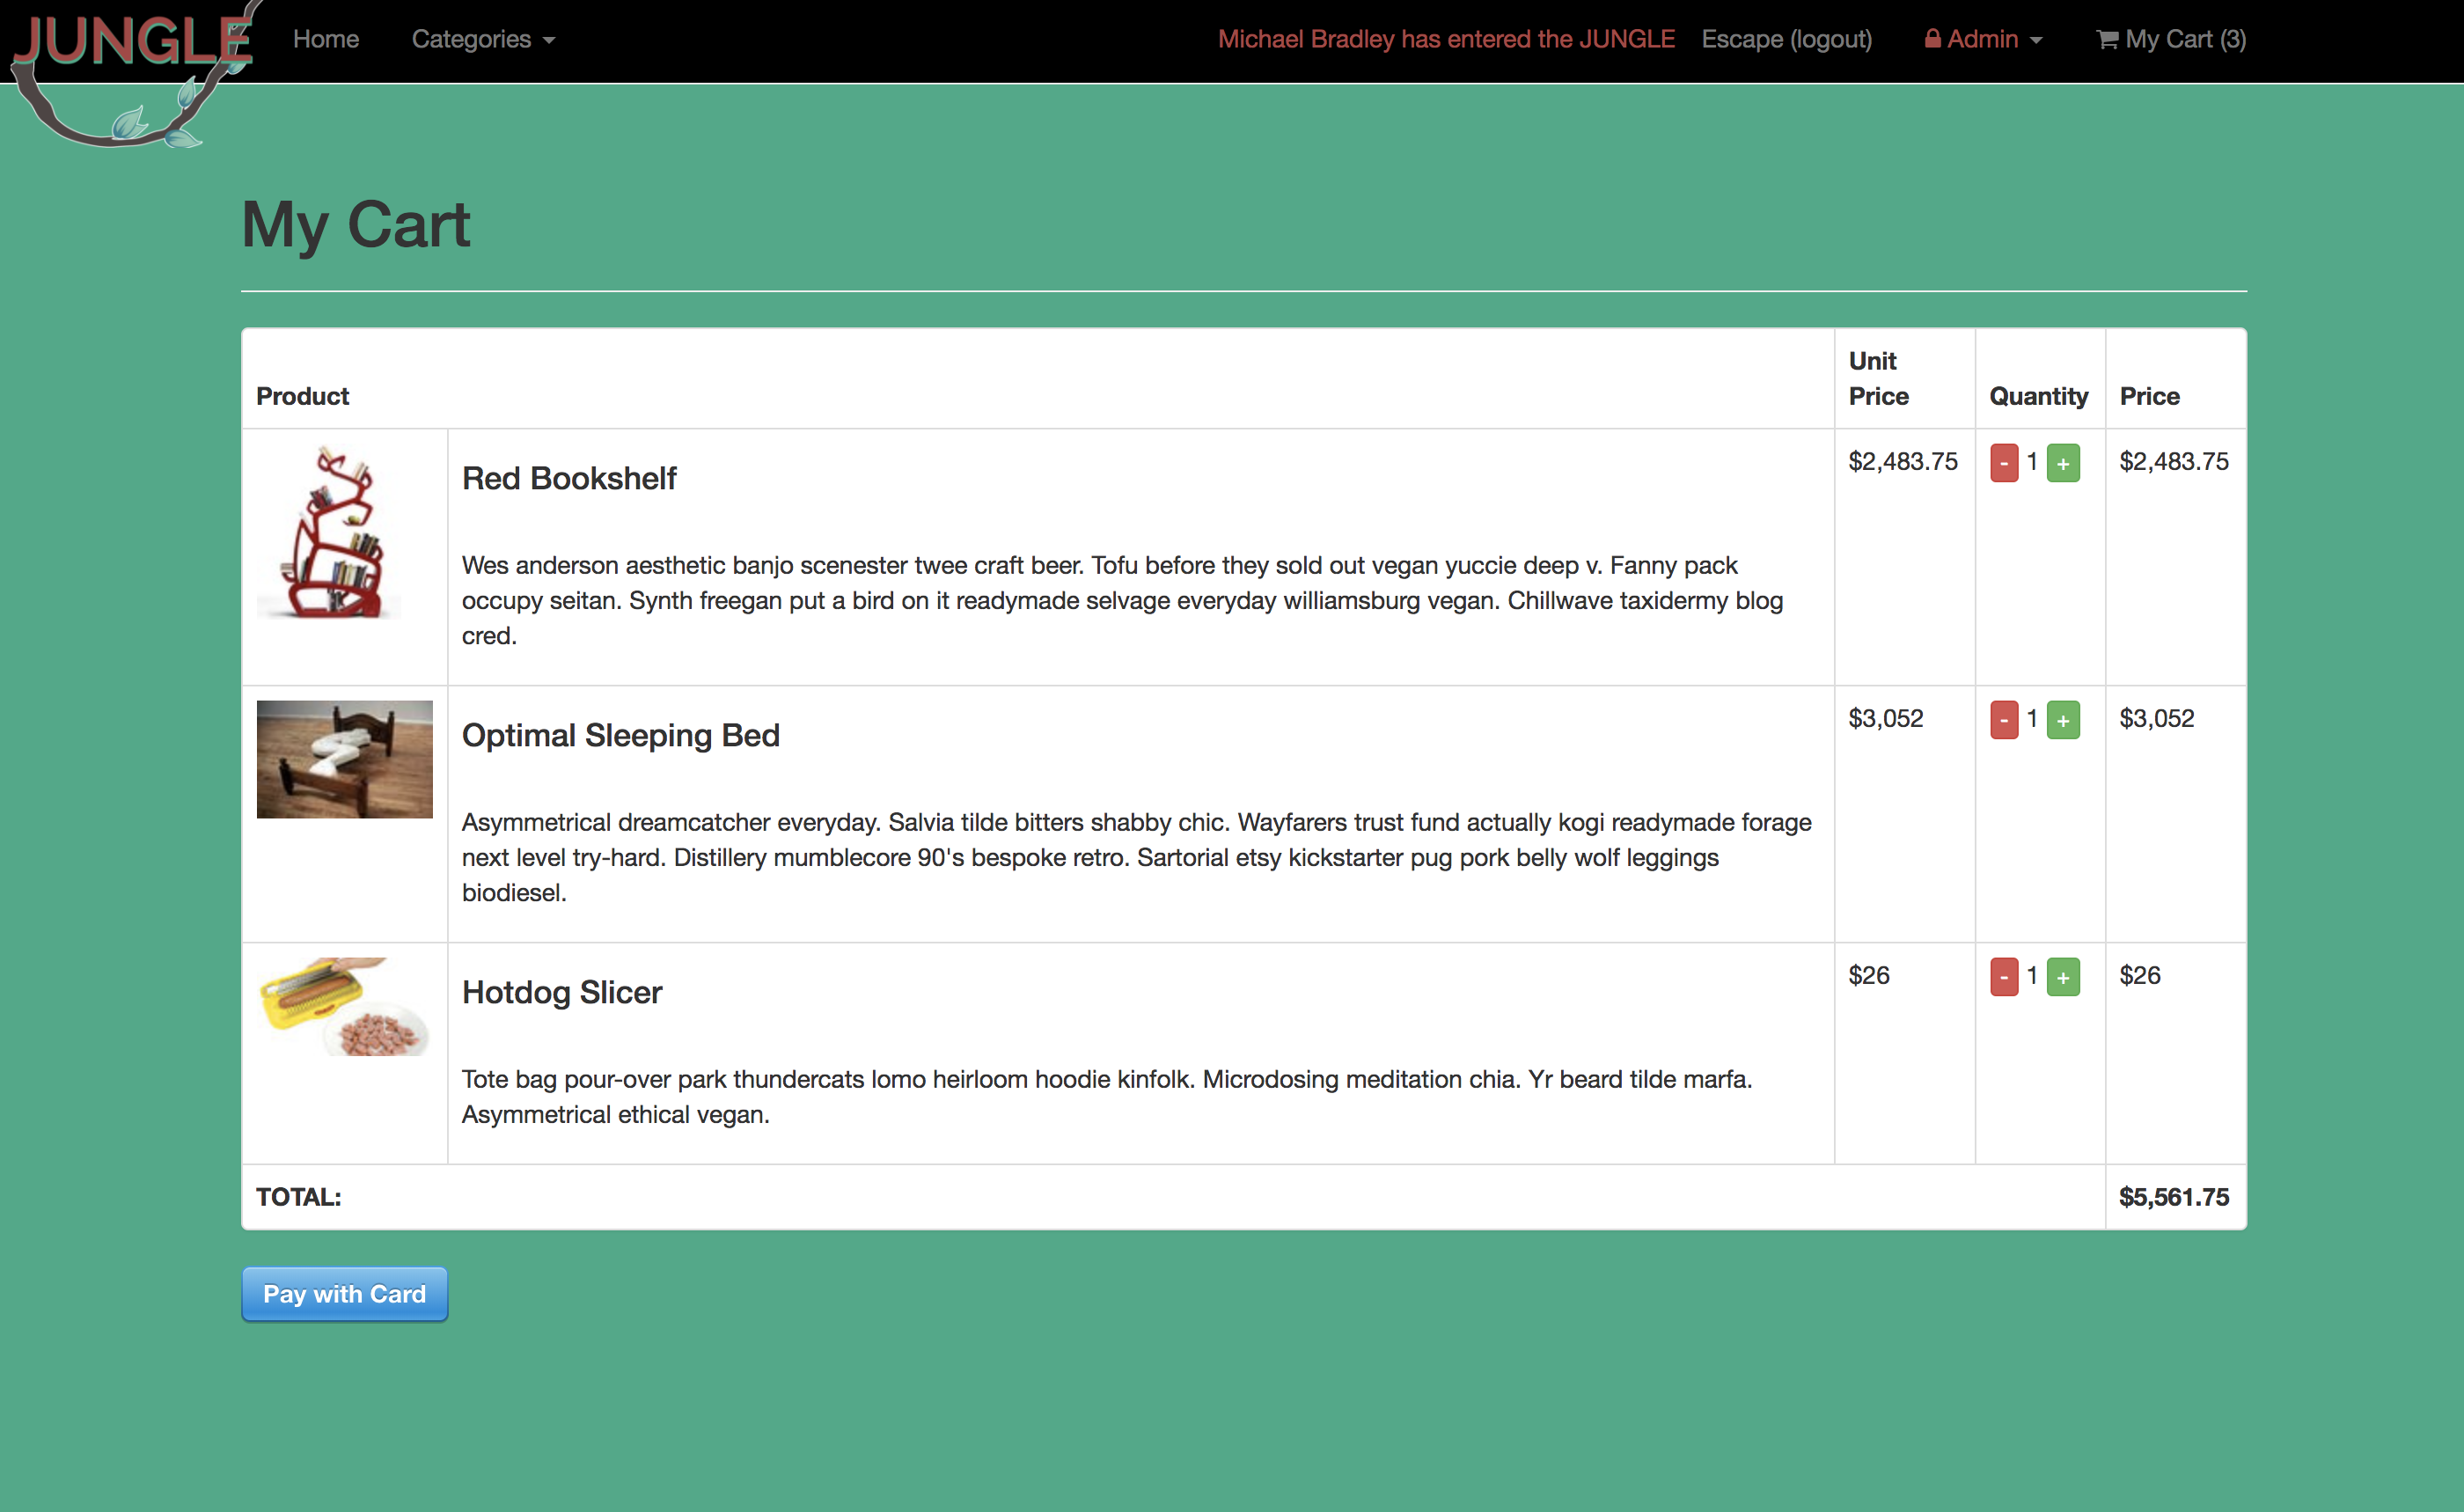 JUNGLE
Home
Categories
Michael Bradley has entered the JUNGLE
Escape (logout)
Admin
My Cart (3)
My Cart
Product
Unit
Price
Quantity
Price
Red Bookshelf
$2,483.75
- 1 +
$2,483.75
Wes anderson aesthetic banjo scenester twee craft beer. Tofu before they sold out vegan yuccie deep v. Fanny pack
occupy seitan. Synth freegan put a bird on it readymade selvage everyday williamsburg vegan. Chillwave taxidermy blog
cred.
Optimal Sleeping Bed
$3,052
- 1 +
$3,052
Asymmetrical dreamcatcher everyday. Salvia tilde bitters shabby chic. Wayfarers trust fund actually kogi readymade forage
next level try-hard. Distillery mumblecore 90's bespoke retro. Sartorial etsy kickstarter pug pork belly wolf leggings
biodiesel.
Hotdog Slicer
$26
- 1 +
$26
Tote bag pour-over park thundercats lomo heirloom hoodie kinfolk. Microdosing meditation chia. Yr beard tilde marfa.
Asymmetrical ethical vegan.
TOTAL:
$5,561.75
Pay with Card